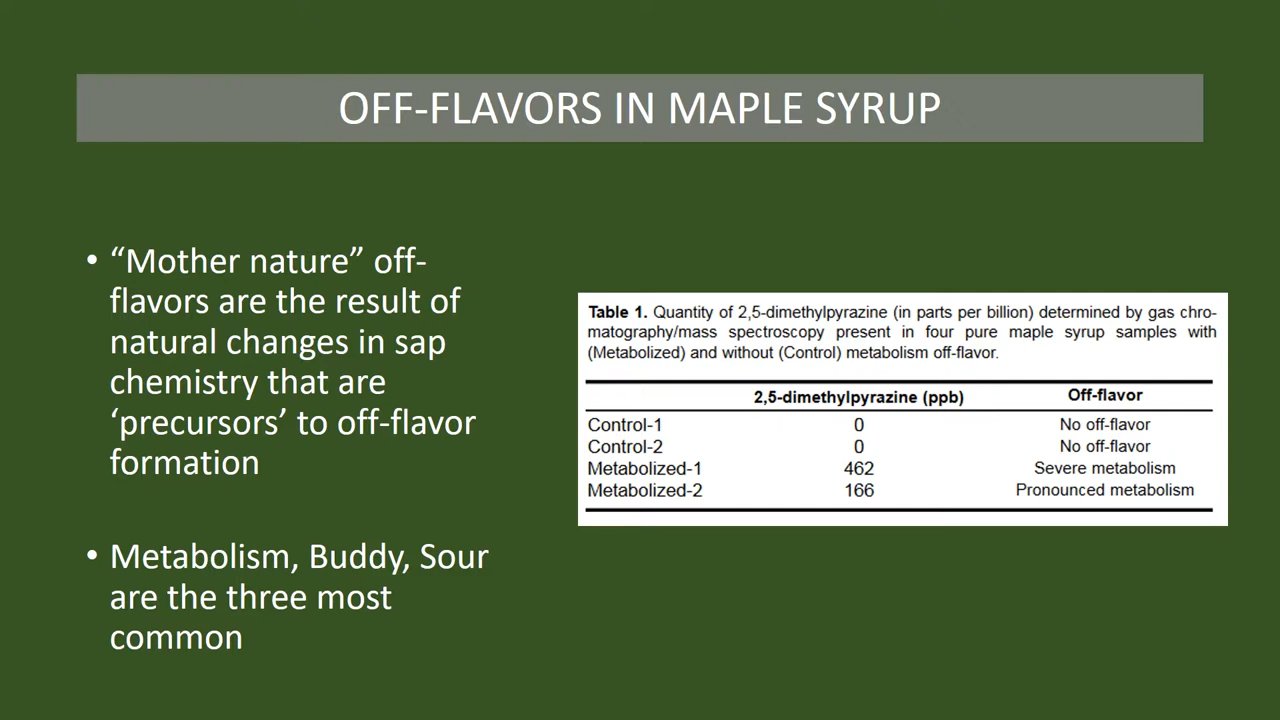 OFF-FLAVORS IN MAPLE SYRUP
• “Mother nature” off-
flavors are the result of
natural changes in sap
chemistry that are
‘precursors’ to off-flavor
formation
• Metabolism, Buddy, Sour
are the three most
common
Table 1. Quantity of 2,5-dimethylpyrazine (in parts per billion) determined by gas chro-
matography/mass spectroscopy present in four pure maple syrup samples with
(Metabolized) and without (Control) metabolism off-flavor.
2,5-dimethylpyrazine (ppb) Off-flavor
Control-1 0 No off-flavor
Control-2 0 No off-flavor
Metabolized-1 462 Severe metabolism
Metabolized-2 166 Pronounced metabolism